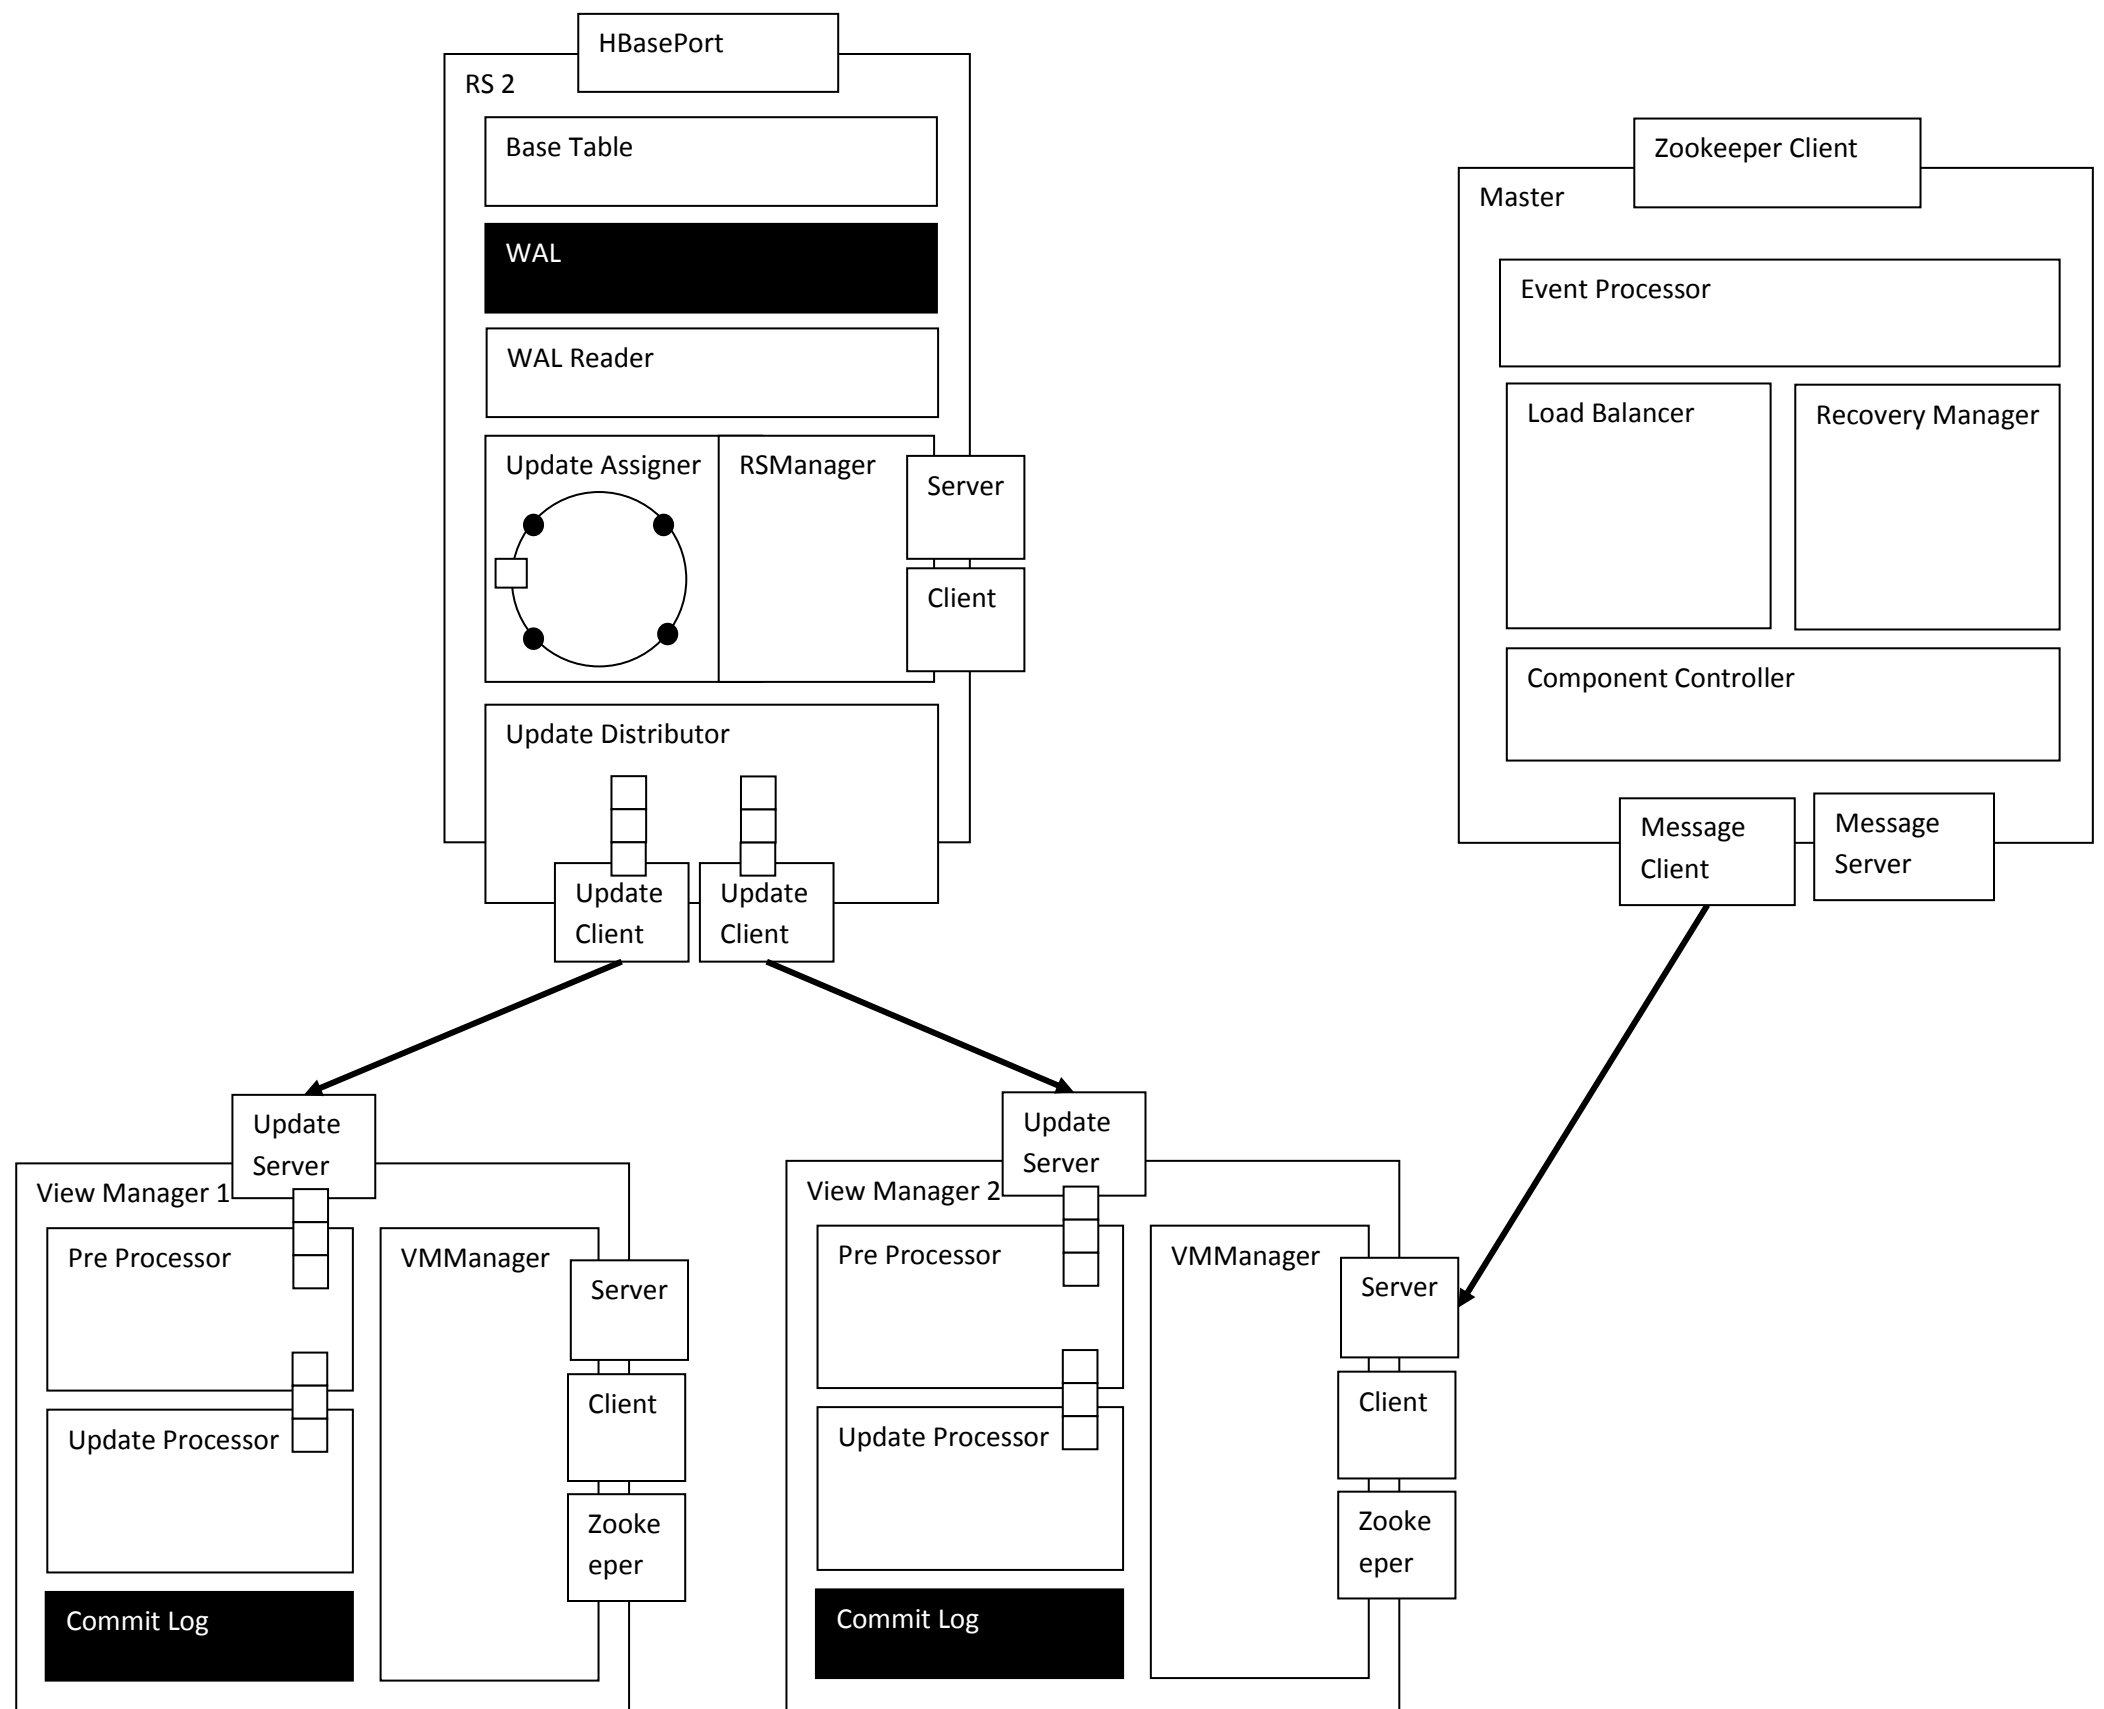 HBasePort
RS 2
Base Table
WAL
WAL Reader
Update Assigner
RSManager
Server
Client
Update Distributor
Update
Client
Update
Client
Zookeeper Client
Master
Event Processor
Load Balancer
Recovery Manager
Component Controller
Message
Client
Message
Server
Update
Server
View Manager 1
Pre Processor
VMManager
Server
Client
Update Processor
Zooke
eper
Commit Log
Update
Server
View Manager 2
Pre Processor
VMManager
Server
Client
Update Processor
Zooke
eper
Commit Log